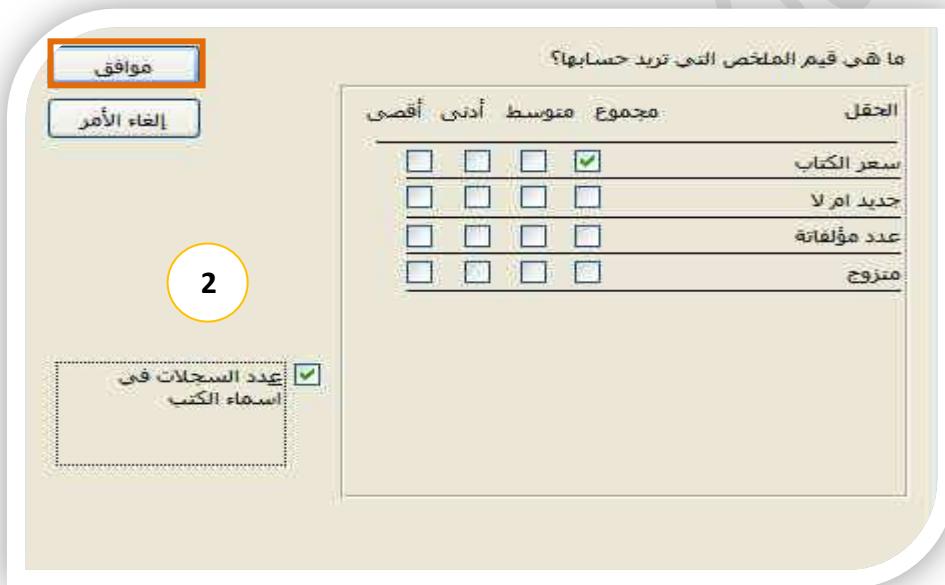 ما هي قيم الملخص التي تريد حسابها؟
موافق
إلغاء الأمر
الحقل مجموع متوسط أدنى أقصى
سعر الكتاب
جديد ام لا
عدد مؤلفاتة
متزوج
2
عدد السجلات في
اسماء الكتب